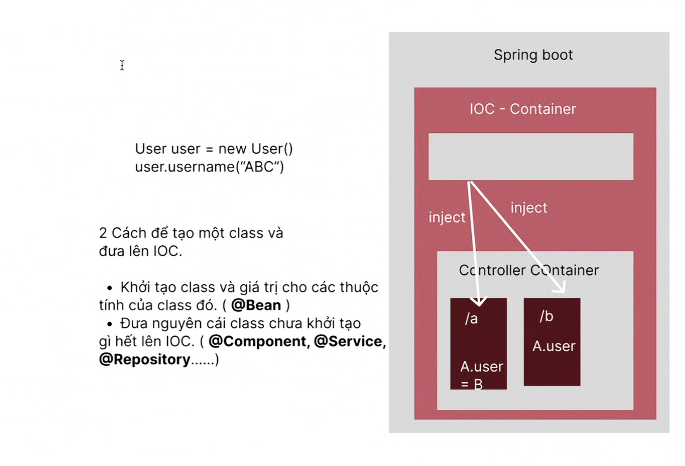 User user = new User()
user.username(“ABC”)
2 Cách để tạo một class và
đưa lên IOC.
• Khởi tạo class và giá trị cho các thuộc
tính của class đó. ( @Bean )
• Đưa nguyên cái class chưa khởi tạo
gì hết lên IOC. ( @Component, @Service,
@Repository......)
Spring boot
IOC - Container
inject
inject
Controller COntainer
/a
A.user
= B
/b
A.user